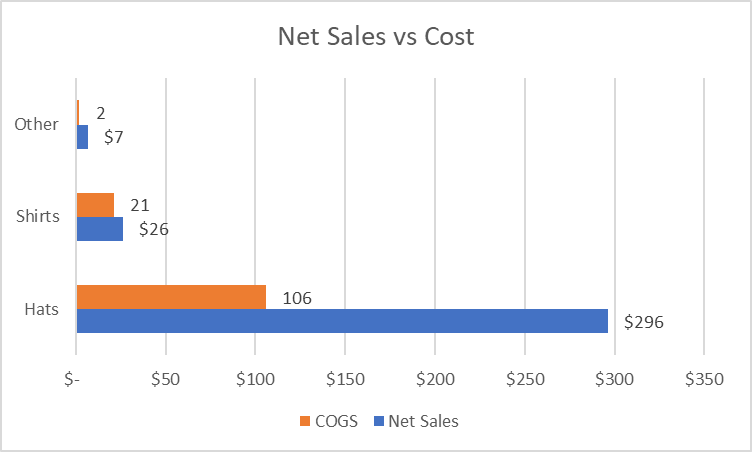 Net Sales vs Cost
Other
2
$7
Shirts
21
$26
Hats
106
$296
$- $50 $100 $150 $200 $250 $300 $350
COGS Net Sales